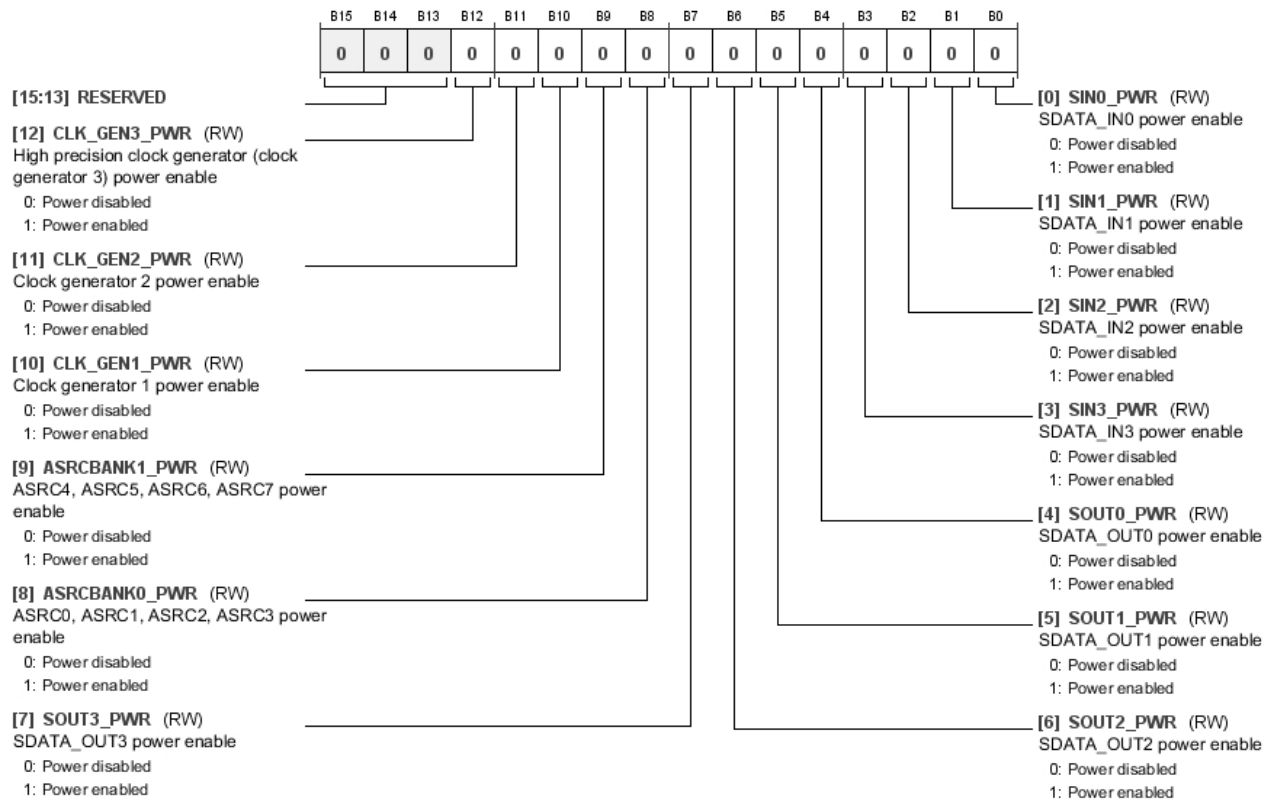 B15 B14 B13 B12 B11 B10 B9 B8 B7 B6 B5 B4 B3 B2 B1 B0
0 0 0 0 0 0 0 0 0 0 0 0 0 0 0 0
[15:13] RESERVED
[12] CLK_GEN3_PWR (RW)
High precision clock generator (clock
generator 3) power enable
0: Power disabled
1: Power enabled
[11] CLK_GEN2_PWR (RW)
Clock generator 2 power enable
0: Power disabled
1: Power enabled
[10] CLK_GEN1_PWR (RW)
Clock generator 1 power enable
0: Power disabled
1: Power enabled
[9] ASRCBANK1_PWR (RW)
ASRC4, ASRC5, ASRC6, ASRC7 power
enable
0: Power disabled
1: Power enabled
[8] ASRCBANK0_PWR (RW)
ASRC0, ASRC1, ASRC2, ASRC3 power
enable
0: Power disabled
1: Power enabled
[7] SOUT3_PWR (RW)
SDATA_OUT3 power enable
0: Power disabled
1: Power enabled
[0] SIN0_PWR (RW)
SDATA_IN0 power enable
0: Power disabled
1: Power enabled
[1] SIN1_PWR (RW)
SDATA_IN1 power enable
0: Power disabled
1: Power enabled
[2] SIN2_PWR (RW)
SDATA_IN2 power enable
0: Power disabled
1: Power enabled
[3] SIN3_PWR (RW)
SDATA_IN3 power enable
0: Power disabled
1: Power enabled
[4] SOUT0_PWR (RW)
SDATA_OUT0 power enable
0: Power disabled
1: Power enabled
[5] SOUT1_PWR (RW)
SDATA_OUT1 power enable
0: Power disabled
1: Power enabled
[6] SOUT2_PWR (RW)
SDATA_OUT2 power enable
0: Power disabled
1: Power enabled